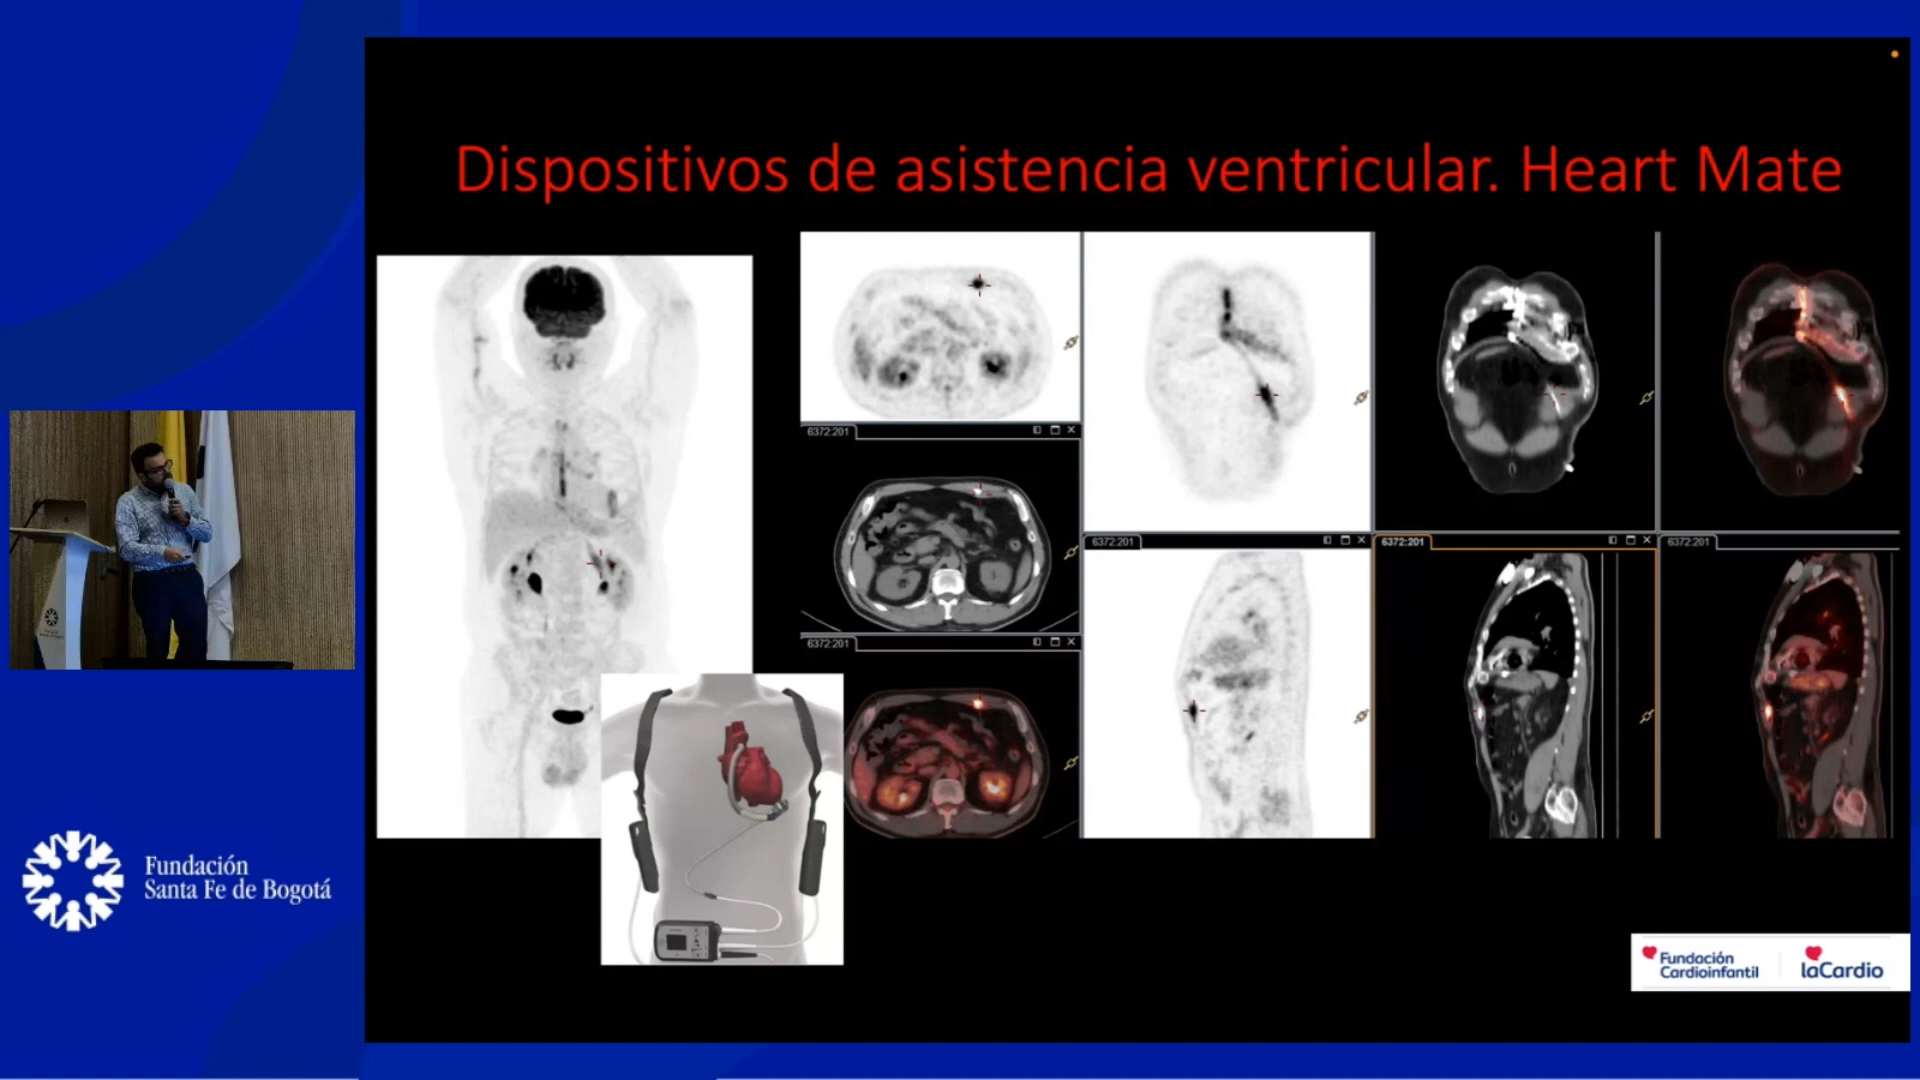 Dispositivos de asistencia ventricular. Heart Mate
6372:201
6372:201
6372:201
6372:201
6372:201
Fundación
Santa Fe de Bogotá
Fundación
Cardioinfantil
laCardio